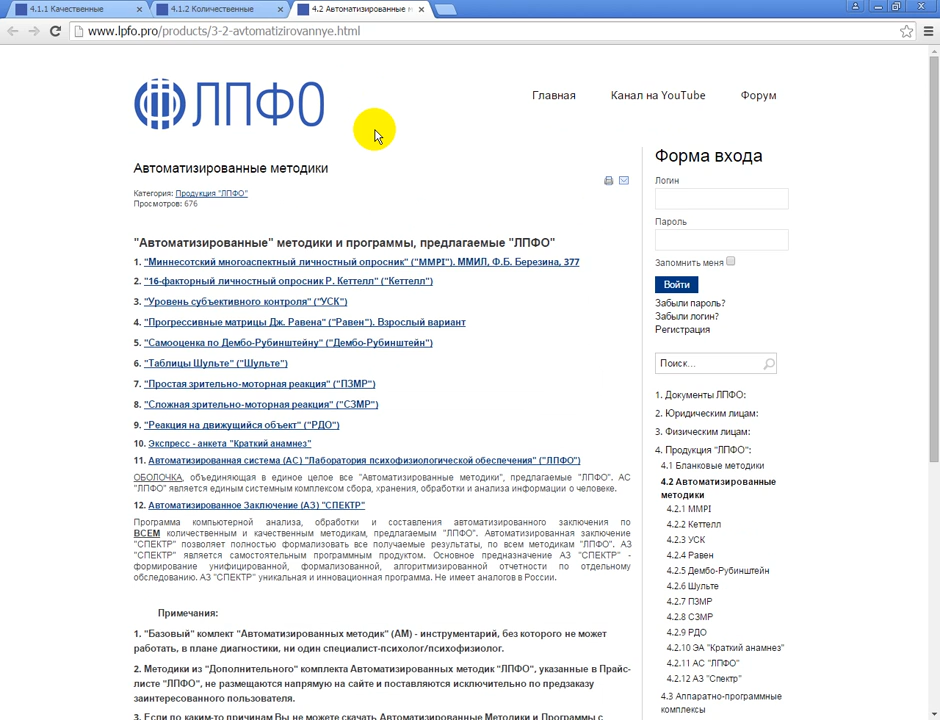 4.1.1 Качественные
4.1.2 Количественные
4.2 Автоматизированные м
www.lpfo.pro/products/3-2-avtomatizirovannye.html
ЛПФО
Главная
Канал на YouTube
Форум
Автоматизированные методики
Категория: Продукция "ЛПФО"
Просмотров: 676
"Автоматизированные" методики и программы, предлагаемые "ЛПФО"
1. "Миннесотский многоаспектный личностный опросник" ("MMPI"). ММИЛ, Ф.Б. Березина, 377
2. "16-факторный личностный опросник Р. Кеттелл" ("Кеттелл")
3. "Уровень субъективного контроля" ("УСК")
4. "Прогрессивные матрицы Дж. Равена" ("Равен"). Взрослый вариант
5. "Самооценка по Дембо-Рубинштейну" ("Дембо-Рубинштейн")
6. "Таблицы Шульте" ("Шульте")
7. "Простая зрительно-моторная реакция" ("ПЗМР")
8. "Сложная зрительно-моторная реакция" ("СЗМР")
9. "Реакция на движущийся объект" ("РДО")
10. Экспресс - анкета "Краткий анамнез"
11. Автоматизированная система (АС) "Лаборатория психофизиологической обеспечения" ("ЛПФО")
ОБОЛОЧКА, объединяющая в единое целое все "Автоматизированные методики", предлагаемые "ЛПФО". АС
"ЛПФО" является единым системным комплексом сбора, хранения, обработки и анализа информации о человеке.
12. Автоматизированное Заключение (АЗ) "СПЕКТР"
Программа компьютерной анализа, обработки и составления автоматизированного заключения по
ВСЕМ количественным и качественным методикам, предлагаемым "ЛПФО". Автоматизированная заключение
"СПЕКТР" позволяет полностью формализовать все получаемые результаты, по всем методикам "ЛПФО". АЗ
"СПЕКТР" является самостоятельным программным продуктом. Основное предназначение АЗ "СПЕКТР" -
формирование унифицированной, формализованной, алгоритмизированной отчетности по отдельному
обследованию. АЗ "СПЕКТР" уникальная и инновационная программа. Не имеет аналогов в России.
Примечания:
1. "Базовый" комлект "Автоматизированных методик" (АМ) - инструментарий, без которого не может
работать, в плане диагностики, ни один специалист-психолог/психофизиолог.
2. Методики из "Дополнительного" комплекта Автоматизированных методик "ЛПФО", указанные в Прайс-
листе "ЛПФО", не размещаются напрямую на сайте и поставляются исключительно по предзаказу
заинтересованного пользователя.
3. Если по каким-то причинам Вы не можете скачать Автоматизированные Методики и Программы с
Форма входа
Логин
Пароль
Запомнить меня
Войти
Забыли пароль?
Забыли логин?
Регистрация
Поиск...
1. Документы ЛПФО:
2. Юридическим лицам:
3. Физическим лицам:
4. Продукция "ЛПФО":
4.1 Бланковые методики
4.2 Автоматизированные
методики
4.2.1 MMPI
4.2.2 Кеттелл
4.2.3 УСК
4.2.4 Равен
4.2.5 Дембо-Рубинштейн
4.2.6 Шульте
4.2.7 ПЗМР
4.2.8 СЗМР
4.2.9 РДО
4.2.10 ЭА "Краткий анамнез"
4.2.11 АС "ЛПФО"
4.2.12 АЗ "Спектр"
4.3 Аппаратно-программные
комплексы